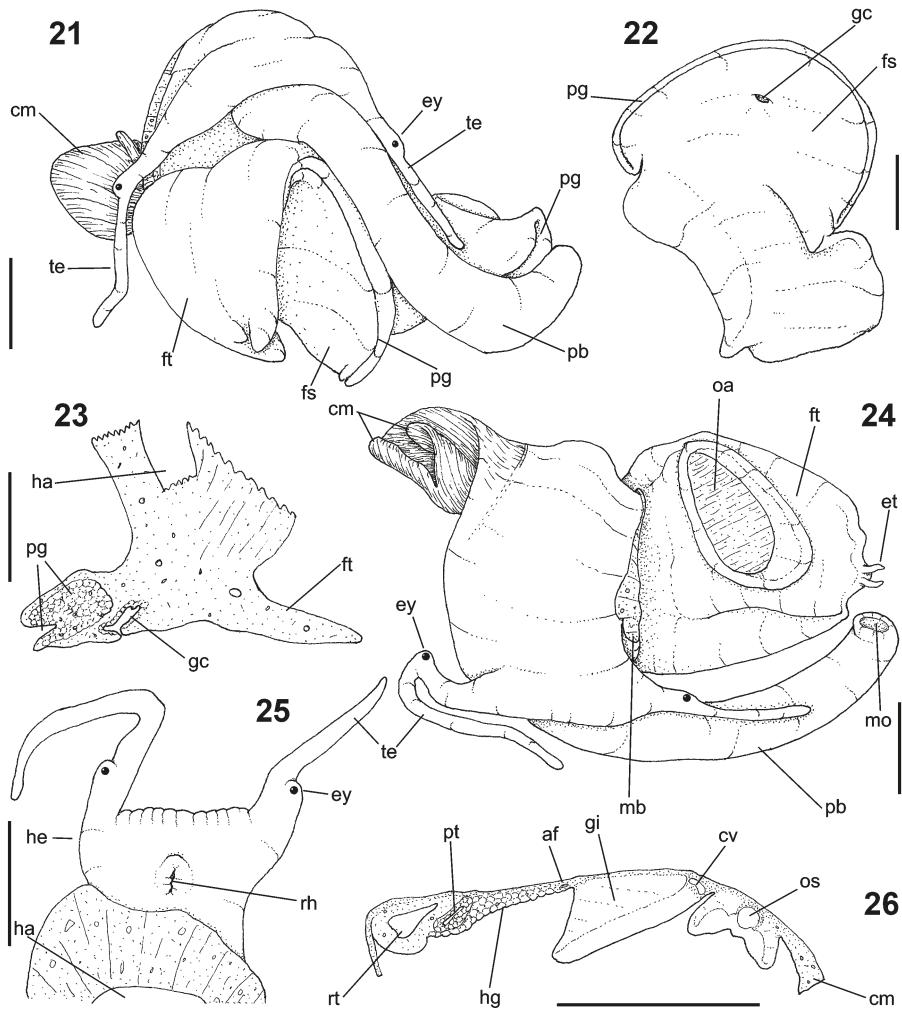 21
cm
ey
te
pg
te
ft
fs
pg
pb
22
gc
fs
pg
23
ha
pg
ft
gc
24
cm
oa
ft
et
ey
mo
te
mb
pb
25
ey
he
rh
ha
26
pt
af
gi
cv
os
rt
hg
cm